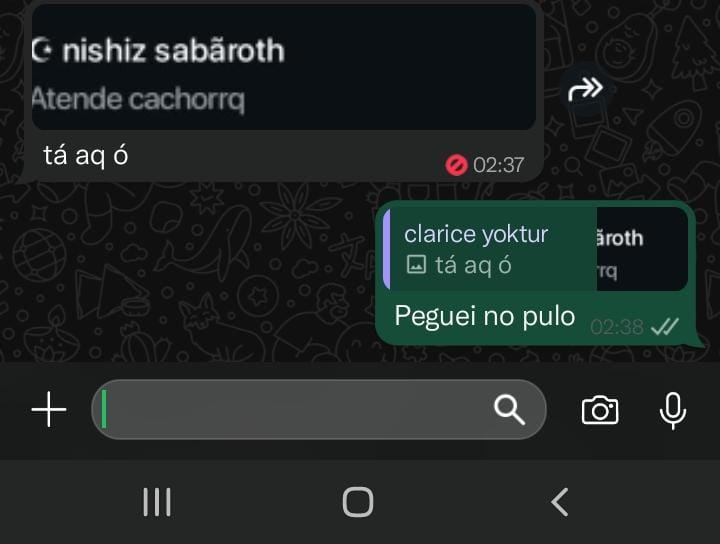 ☪ nishiz sabãroth
Atende cachorrq
tá aq ó
02:37
clarice yoktur
tá aq ó
ãroth
rrq
Peguei no pulo
02:38